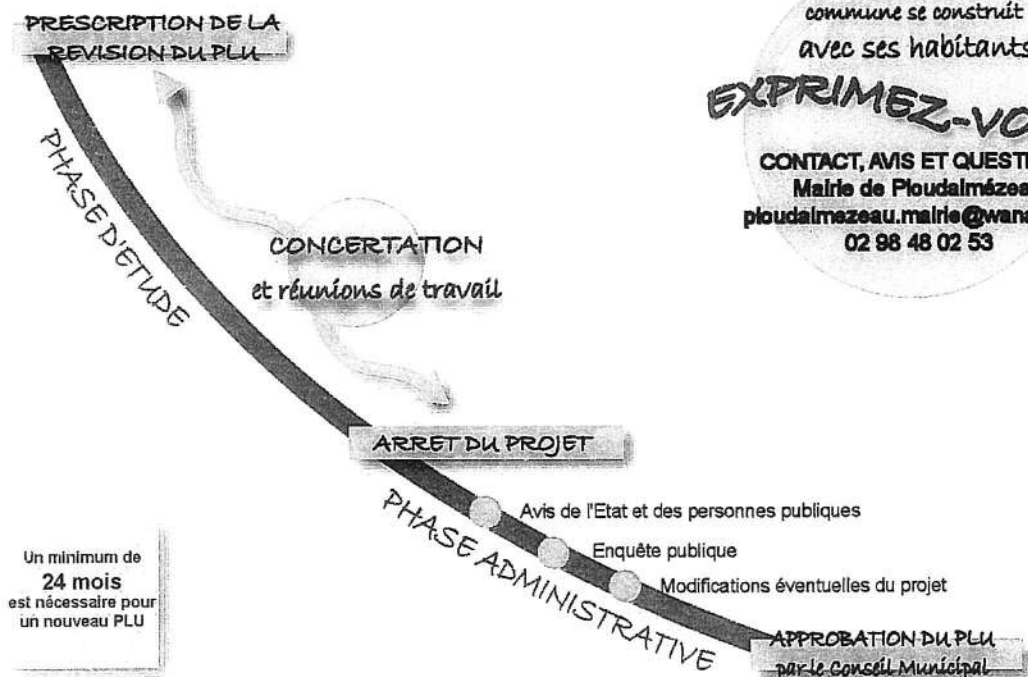 PRESCRIPTION DE LA
REVISION DU PLU
commune se construit
avec ses habitants
EXPRIMEZ-VO
CONTACT, AVIS ET QUESTI
Mairie de Ploudalmézea
ploudalmezeau.mairie@wana
02 98 48 02 53
PHASE D'ETUDE
CONCERTATION
et réunions de travail
ARRET DU PROJET
PHASE ADMINISTRATIVE
Avis de l'Etat et des personnes publiques
Enquête publique
Modifications éventuelles du projet
Un minimum de
24 mois
est nécessaire pour
un nouveau PLU
APPROBATION DU PLU
par le Conseil Municipal